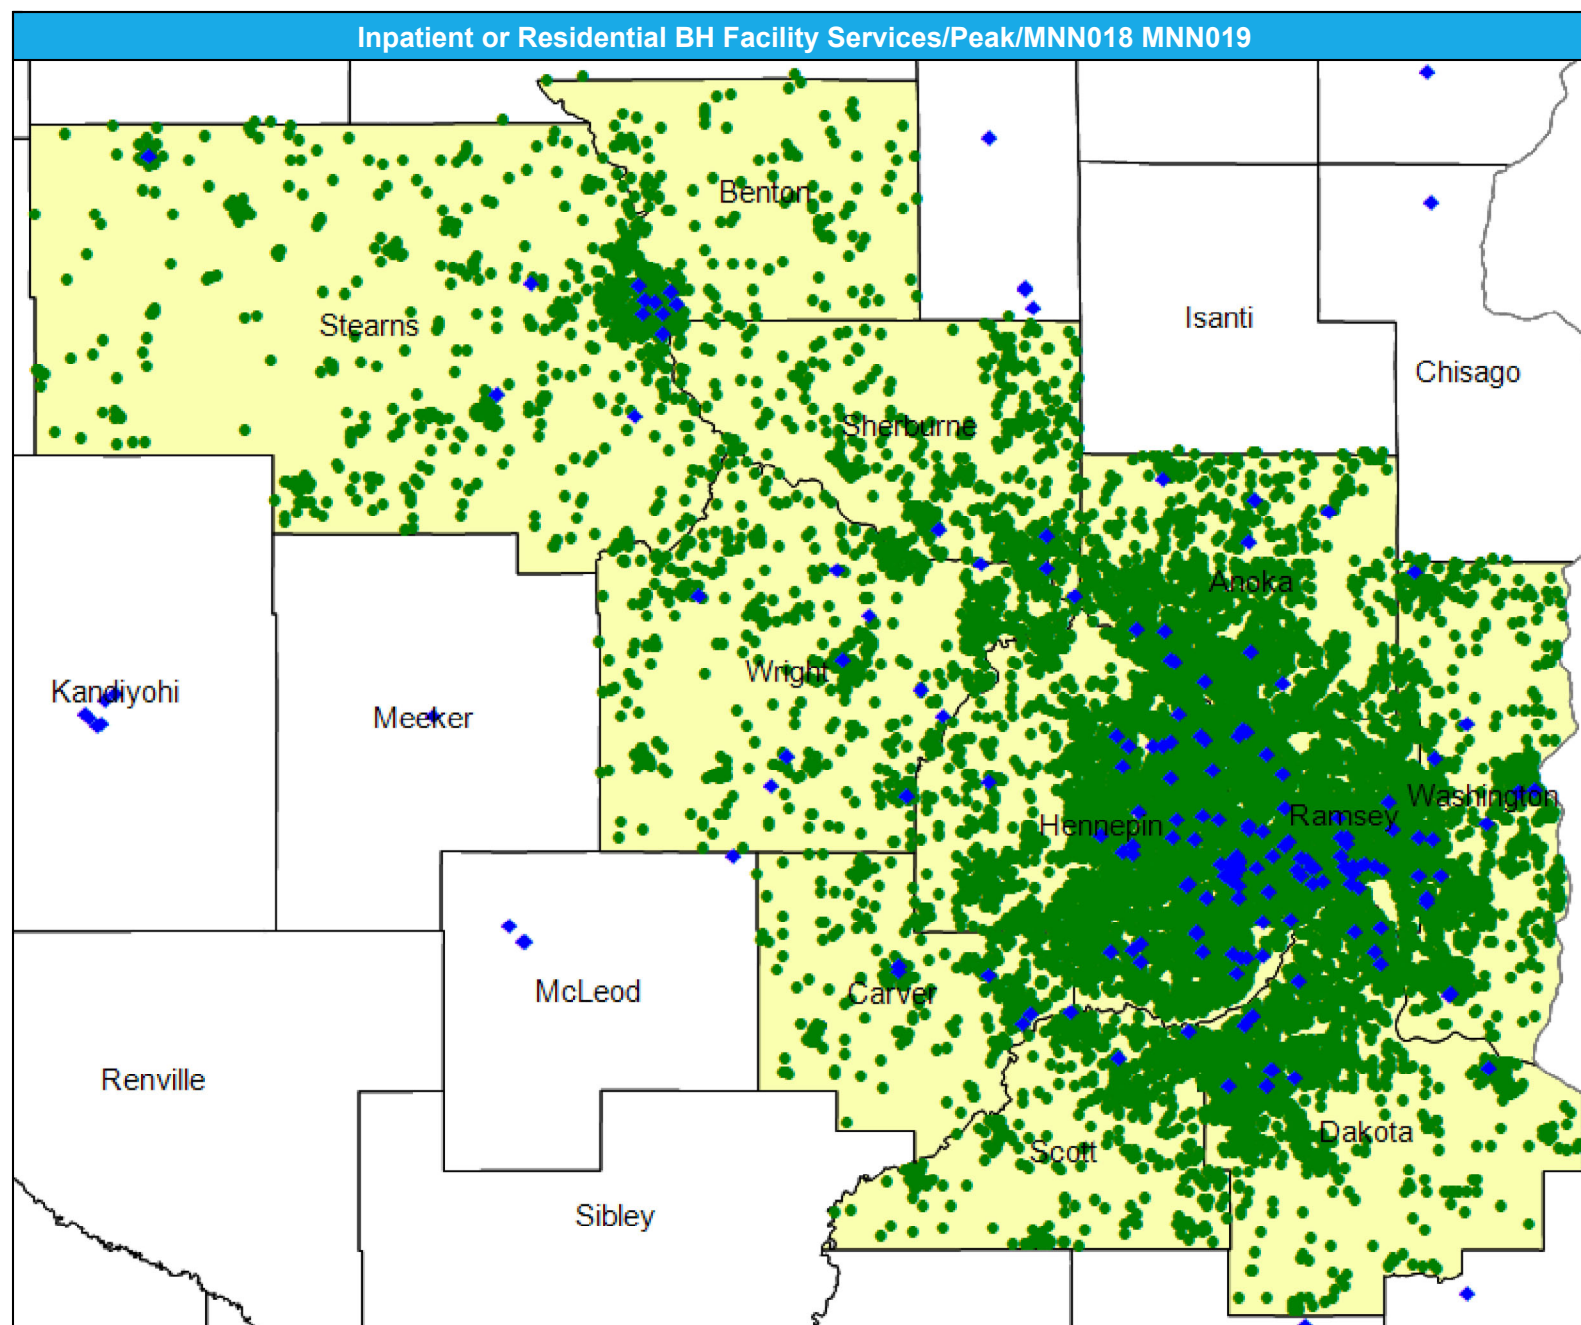 Inpatient or Residential BH Facility Services/Peak/MNN018 MNN019
Benton
Stearns
Isanti
Chisago
Sherburne
Anoka
Wright
Kandiyohi
Meeker
Washington
Hennepin
Ramsey
McLeod
Carver
Renville
Scott
Dakota
Sibley